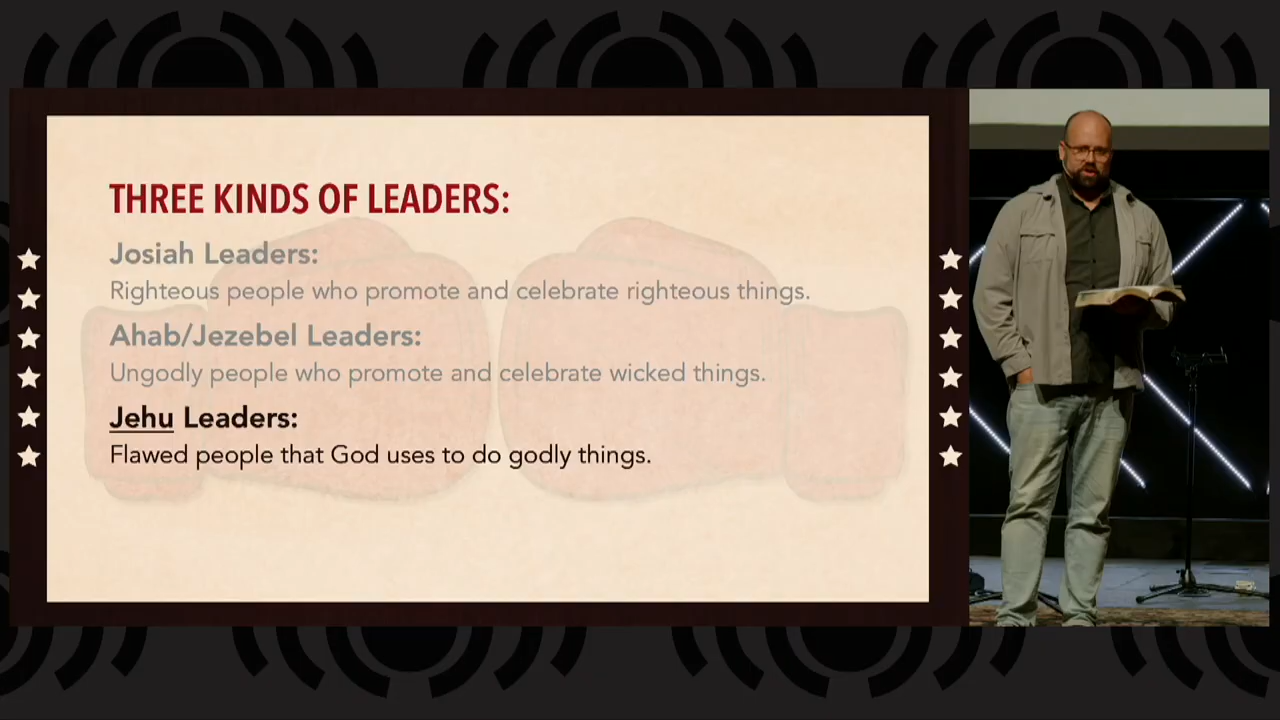 THREE KINDS OF LEADERS:
Josiah Leaders:
Righteous people who promote and celebrate righteous things.
Ahab/Jezebel Leaders:
Ungodly people who promote and celebrate wicked things.
Jehu Leaders:
Flawed people that God uses to do godly things.